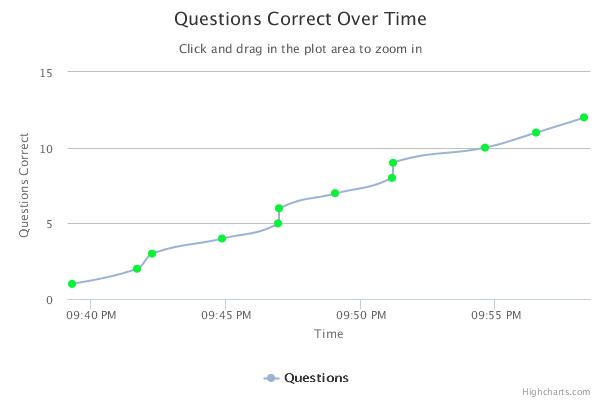 Questions Correct Over Time
Click and drag in the plot area to zoom in
15
10
5
0
Questions Correct
09:40 PM 09:45 PM 09:50 PM 09:55 PM
Time
Questions
Highcharts.com